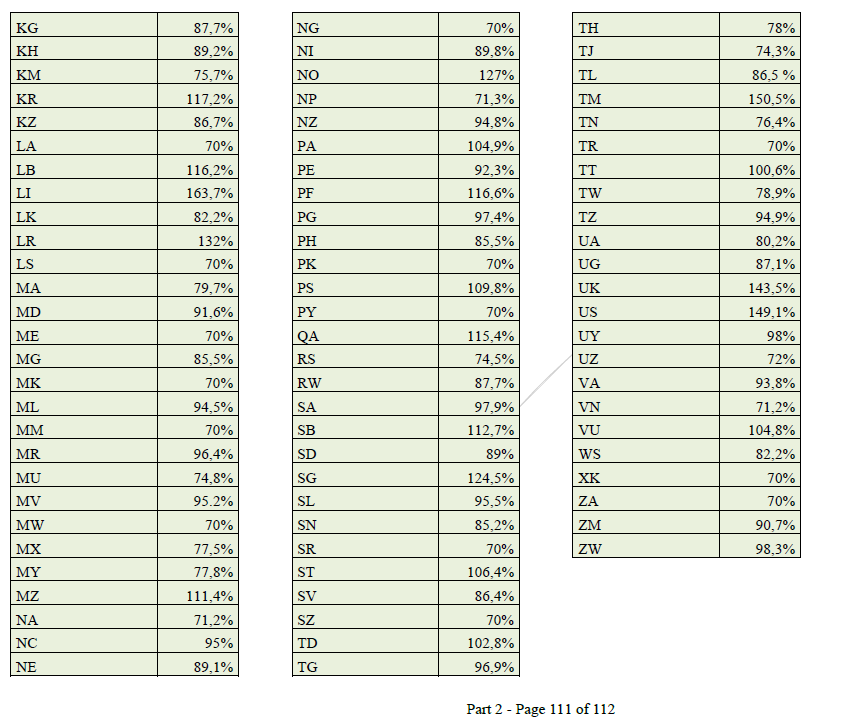 KG 87,7%
KH 89,2%
KM 75,7%
KR 117,2%
KZ 86,7%
LA 70%
LB 116,2%
LI 163,7%
LK 82,2%
LR 132%
LS 70%
MA 79,7%
MD 91,6%
ME 70%
MG 85,5%
MK 70%
ML 94,5%
MM 70%
MR 96,4%
MU 74,8%
MV 95.2%
MW 70%
MX 77,5%
MY 77,8%
MZ 111,4%
NA 71,2%
NC 95%
NE 89,1%
NG 70%
NI 89,8%
NO 127%
NP 71,3%
NZ 94,8%
PA 104,9%
PE 92,3%
PF 116,6%
PG 97,4%
PH 85,5%
PK 70%
PS 109,8%
PY 70%
QA 115,4%
RS 74,5%
RW 87,7%
SA 97,9%
SB 112,7%
SD 89%
SG 124,5%
SL 95,5%
SN 85,2%
SR 70%
ST 106,4%
SV 86,4%
SZ 70%
TD 102,8%
TG 96,9%
TH 78%
TJ 74,3%
TL 86,5 %
TM 150,5%
TN 76,4%
TR 70%
TT 100,6%
TW 78,9%
TZ 94,9%
UA 80,2%
UG 87,1%
UK 143,5%
US 149,1%
UY 98%
UZ 72%
VA 93,8%
VN 71,2%
VU 104,8%
WS 82,2%
XK 70%
ZA 70%
ZM 90,7%
ZW 98,3%
Part 2 - Page 111 of 112